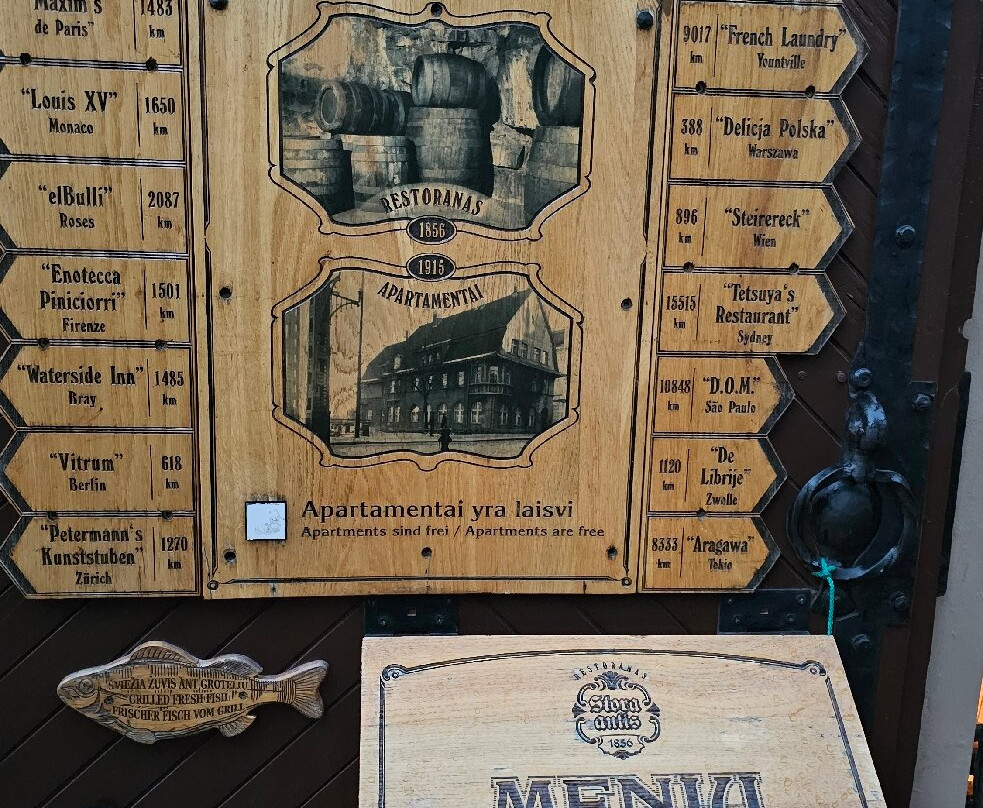 Maxim's
de Paris"
1483
km
"Louis XV"
Monaco
1650
km
"elBulli"
Roses
2087
km
"Enotecca
Piniciorri"
Firenze
1501
km
"Waterside Inn"
Bray
1485
km
"Vitrum"
Berlin
618
km
"Petermann's
Kunststuben"
Zürich
1270
km
RESTORANAS
1856
1915
APARTAMENTAI
Apartamentai yra laisvi
Apartments sind frei / Apartments are free
9017
km
"French Laundry"
Yountville
388
km
"Delicja Polska"
Warszawa
896
km
"Steirereck"
Wien
15515
km
"Tetsuya's
Restaurant"
Sydney
10848
km
"D.O.M."
São Paulo
1120
km
"De
Librije"
Zwolle
8333
km
"Aragawa"
Tokio
ŠVIEŽIA ŽUVIS ANT GROTELIŲ
GRILLED FRESH FISH
FRISCHER FISCH VOM GRILL
RESTORANAS
Stora
antis
1856
MENIU